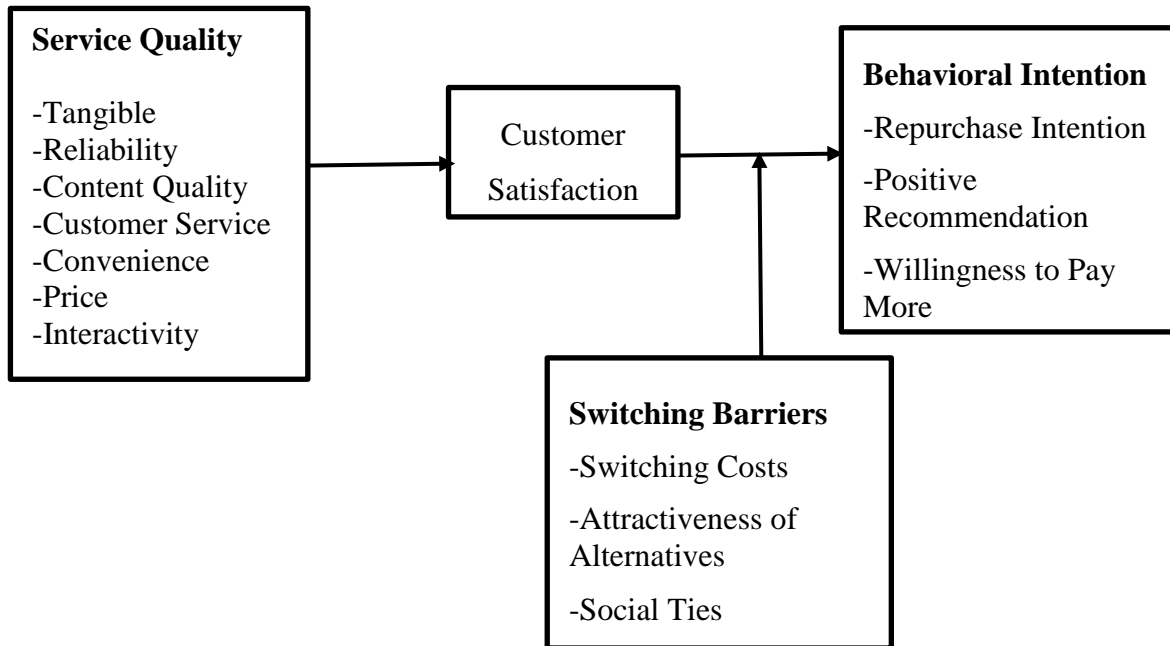 Service Quality
-Tangible
-Reliability
-Content Quality
-Customer Service
-Convenience
-Price
-Interactivity
Customer
Satisfaction
Behavioral Intention
-Repurchase Intention
-Positive
Recommendation
-Willingness to Pay
More
Switching Barriers
-Switching Costs
-Attractiveness of
Alternatives
-Social Ties